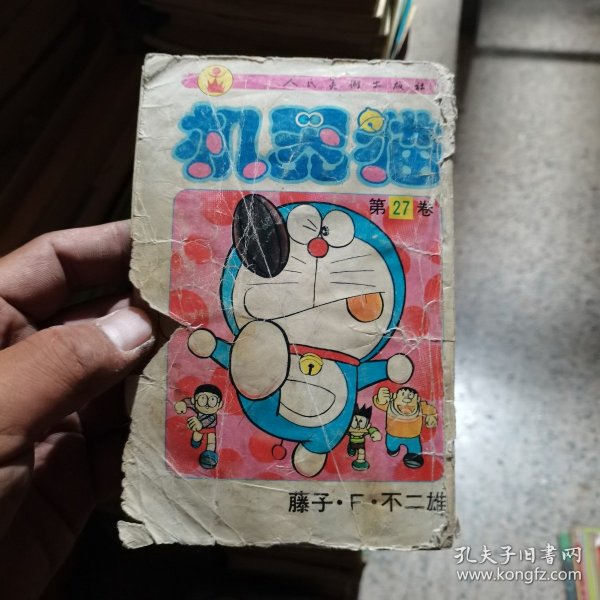 人民美术出版社
机器猫
第27卷
藤子·F·不二雄
孔夫子旧书网
www.kongfz.com